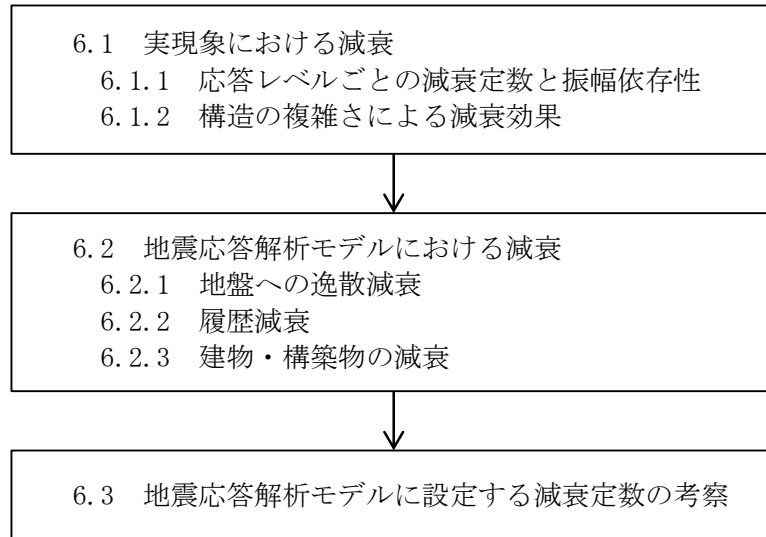 6.1 実現象における減衰
6.1.1 応答レベルごとの減衰定数と振幅依存性
6.1.2 構造の複雑さによる減衰効果
6.2 地震応答解析モデルにおける減衰
6.2.1 地盤への逸散減衰
6.2.2 履歴減衰
6.2.3 建物・構築物の減衰
6.3 地震応答解析モデルに設定する減衰定数の考察